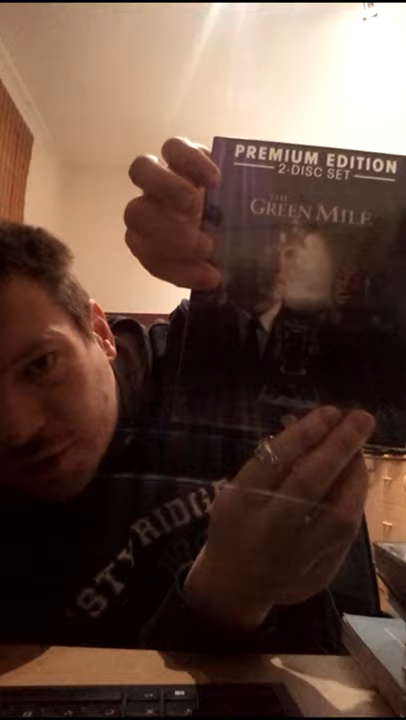 PREMIUM EDITION
2-DISC SET
THE
GREEN MILE
STYRIDGE